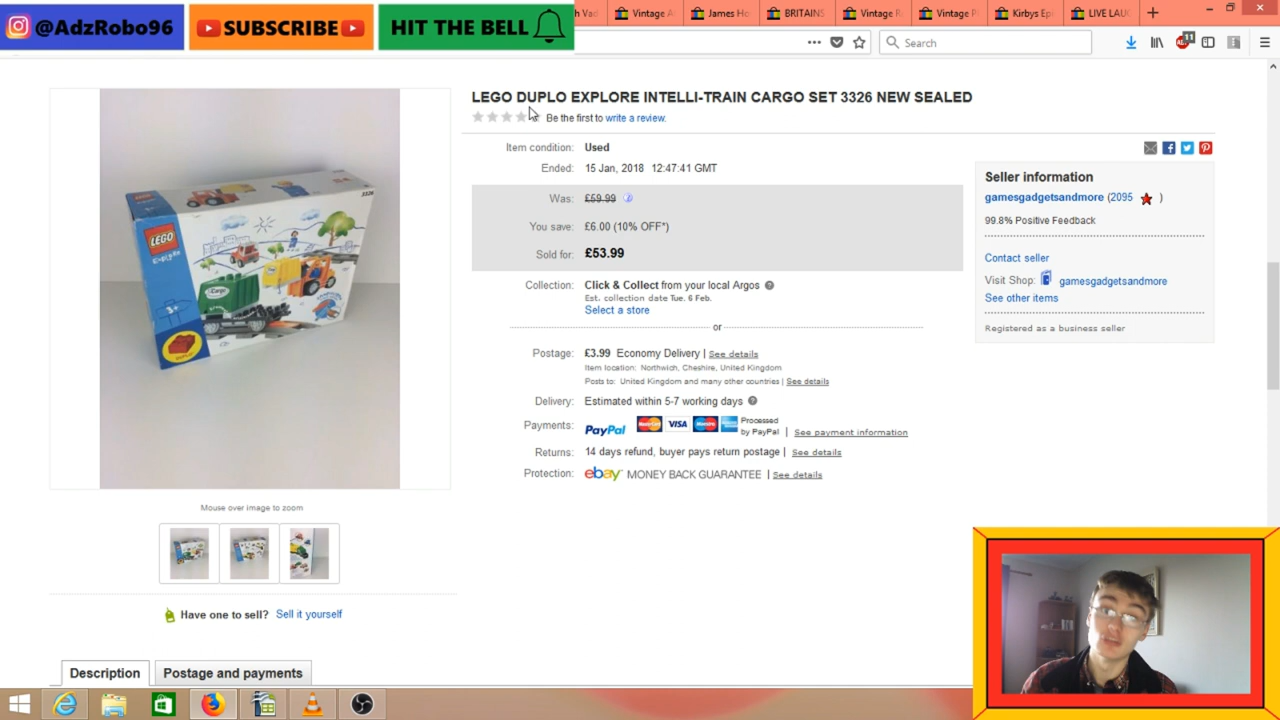 @AdzRobo96
SUBSCRIBE
HIT THE BELL
Vintage
James Ho
BRITAINS
Vintage
Vintage
Kirbys
LIVE
Search
11
LEGO DUPLO EXPLORE INTELLI-TRAIN CARGO SET 3326 NEW SEALED
Be the first to write a review.
Item condition: Used
Ended: 15 Jan, 2018 12:47:41 GMT
Was: £59.99
You save: £6.00 (10% OFF*)
Sold for: £53.99
Collection: Click & Collect from your local Argos
Est. collection date Tue. 6 Feb.
Select a store
or
Postage: £3.99 Economy Delivery | See details
Item location: Northwich, Cheshire, United Kingdom
Posts to: United Kingdom and many other countries | See details
Delivery: Estimated within 5-7 working days
Payments: PayPal VISA Processed
by PayPal | See payment information
Returns: 14 days refund, buyer pays return postage | See details
Protection: ebay MONEY BACK GUARANTEE | See details
Seller information
gamesgadgetsandmore (2095 )
99.8% Positive Feedback
Contact seller
Visit Shop: gamesgadgetsandmore
See other items
Registered as a business seller
3326
LEGO
Cargo
3+
Mouse over image to zoom
Have one to sell? Sell it yourself
Description
Postage and payments